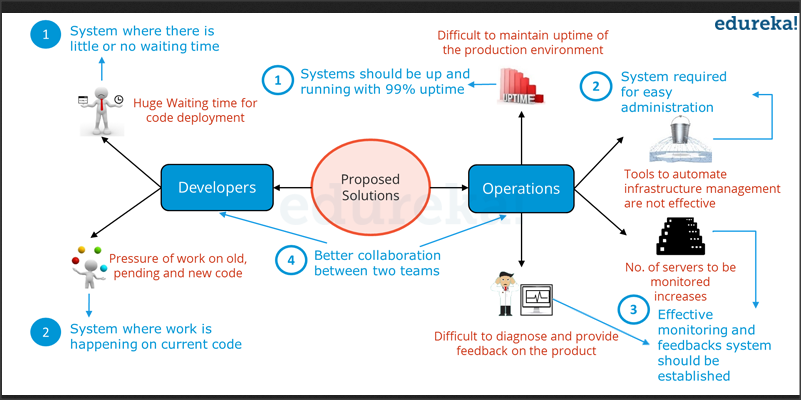 edureka!
1
System where there is
little or no waiting time
Huge Waiting time for
code deployment
Difficult to maintain uptime of
the production environment
1
Systems should be up and
running with 99% uptime
UPTIME
2
System required
for easy
administration
Tools to automate
infrastructure management
are not effective
Developers
Proposed
Solutions
Operations
edureka!
Pressure of work on old,
pending and new code
4
Better collaboration
between two teams
No. of servers to be
monitored
increases
2
System where work is
happening on current code
Difficult to diagnose and provide
feedback on the product
3
Effective
monitoring and
feedbacks system
should be
established